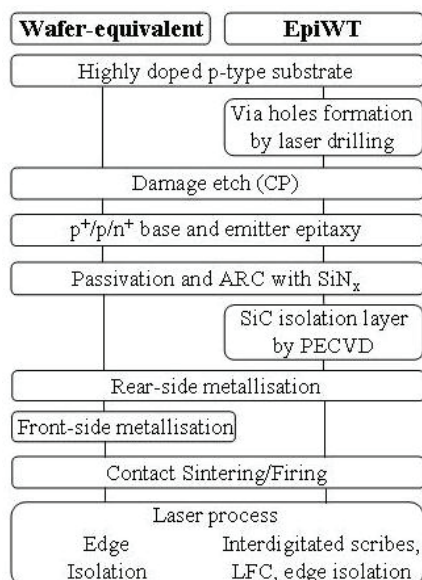 Wafer-equivalent EpiWT
Highly doped p-type substrate
Via holes formation
by laser drilling
Damage etch (CP)
p⁺/p/n⁺ base and emitter epitaxy
Passivation and ARC with SiNₓ
SiC isolation layer
by PECVD
Rear-side metallisation
Front-side metallisation
Contact Sintering/Firing
Laser process
Edge Interdigitated scribes,
Isolation LFC, edge isolation